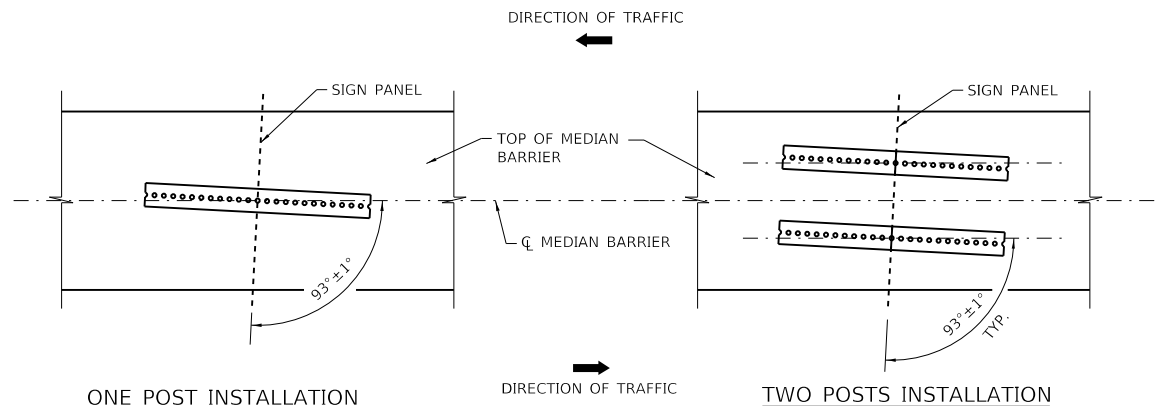 DIRECTION OF TRAFFIC
SIGN PANEL
SIGN PANEL
TOP OF MEDIAN
BARRIER
℄ MEDIAN BARRIER
93°±1°
93°±1°
TYP.
DIRECTION OF TRAFFIC
ONE POST INSTALLATION
TWO POSTS INSTALLATION